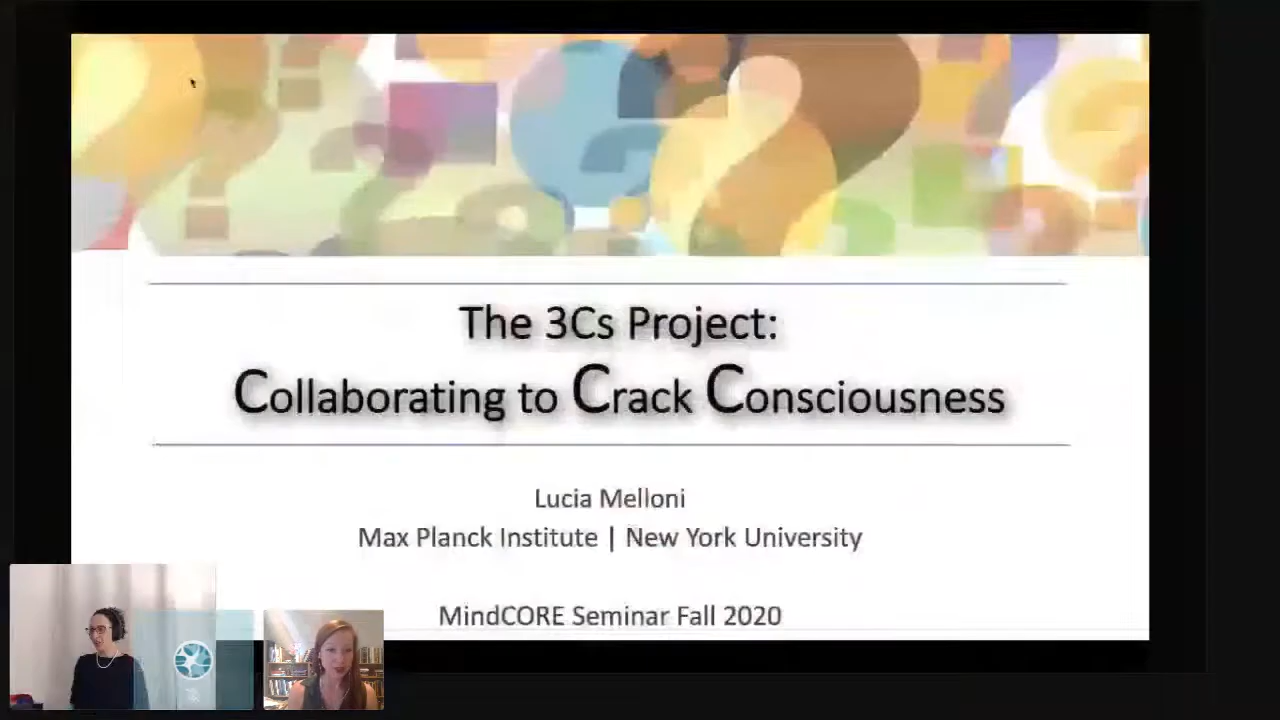 The 3Cs Project:
Collaborating to Crack Consciousness
Lucia Melloni
Max Planck Institute | New York University
MindCORE Seminar Fall 2020